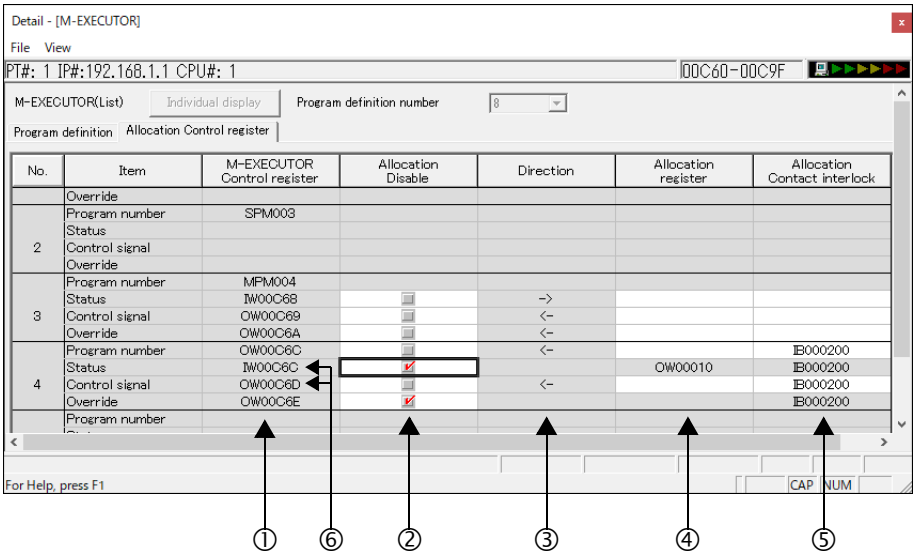 Detail - [M-EXECUTOR]
x
File View
PT#: 1 IP#:192.168.1.1 CPU#: 1 00C60-00C9F
M-EXECUTOR(List) Individual display Program definition number 8
Program definition Allocation Control register
No. Item M-EXECUTOR Control register Allocation Disable Direction Allocation register Allocation Contact interlock
Override
Program number SPM003
Status
2 Control signal
Override
Program number MPM004
Status IW00C68 ->
3 Control signal OW00C69 <-
Override OW00C6A <-
Program number OW00C6C <- IB000200
Status IW00C6C OW00010 IB000200
4 Control signal OW00C6D <- IB000200
Override OW00C6E IB000200
Program number
For Help, press F1 CAP NUM
① ⑥ ② ③ ④ ⑤